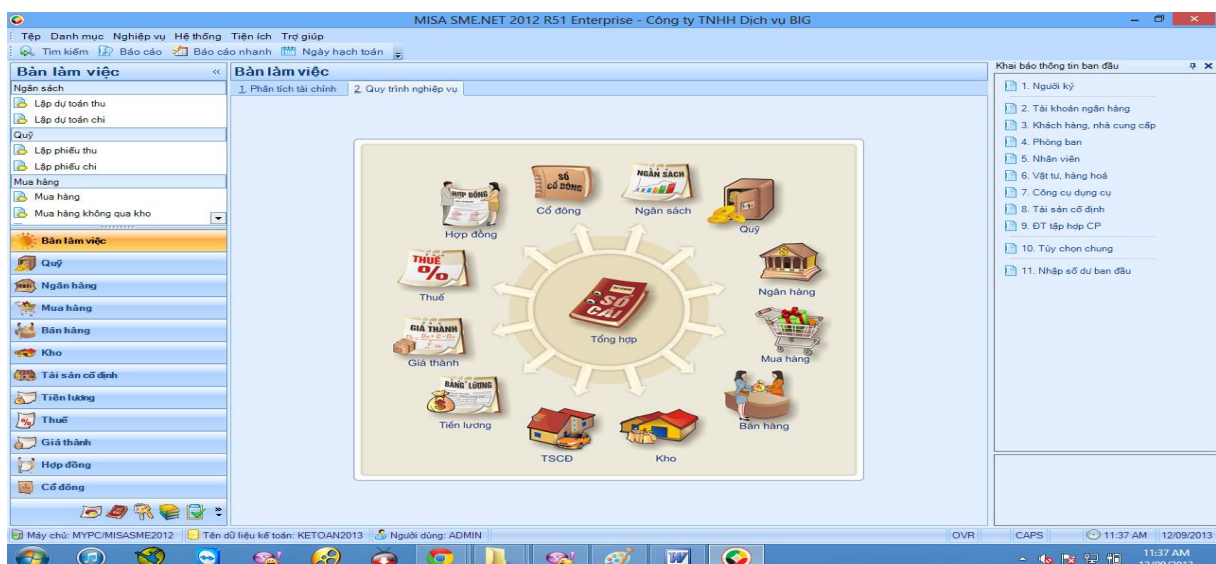 MISA SME.NET 2012 R51 Enterprise - Công ty TNHH Dịch vụ BIG
Tệp Danh mục Nghiệp vụ Hệ thống Tiện ích Trợ giúp
Tìm kiếm Báo cáo Báo cáo nhanh Ngày hạch toán
Bàn làm việc
Ngân sách
Lập dự toán thu
Lập dự toán chi
Quỹ
Lập phiếu thu
Lập phiếu chi
Mua hàng
Mua hàng
Mua hàng không qua kho
Bàn làm việc
Quỹ
Ngân hàng
Mua hàng
Bán hàng
Kho
Tài sản cố định
Tiền lương
Thuế
Giá thành
Hợp đồng
Cổ đông
Bàn làm việc
1. Phân tích tài chính 2. Quy trình nghiệp vụ
HỢP ĐỒNG
Hợp đồng
SỔ CỔ ĐÔNG
Cổ đông
NGÂN SÁCH
Ngân sách
Quỹ
THUẾ
%
Thuế
Ngân hàng
SỔ CÁI
Tổng hợp
GIÁ THÀNH
Giá thành
Mua hàng
BẢNG LƯƠNG
Tiền lương
Bán hàng
TSCĐ
Kho
Khai báo thông tin ban đầu
1. Người ký
2. Tài khoản ngân hàng
3. Khách hàng, nhà cung cấp
4. Phòng ban
5. Nhân viên
6. Vật tư, hàng hoá
7. Công cụ dụng cụ
8. Tài sản cố định
9. ĐT tập hợp CP
10. Tùy chọn chung
11. Nhập số dư ban đầu
Máy chủ: MYPC/MISASME2012 Tên dữ liệu kế toán: KETOAN2013 Người dùng: ADMIN OVR CAPS 11:37 AM 12/09/2013
11:37 AM
12/09/2013